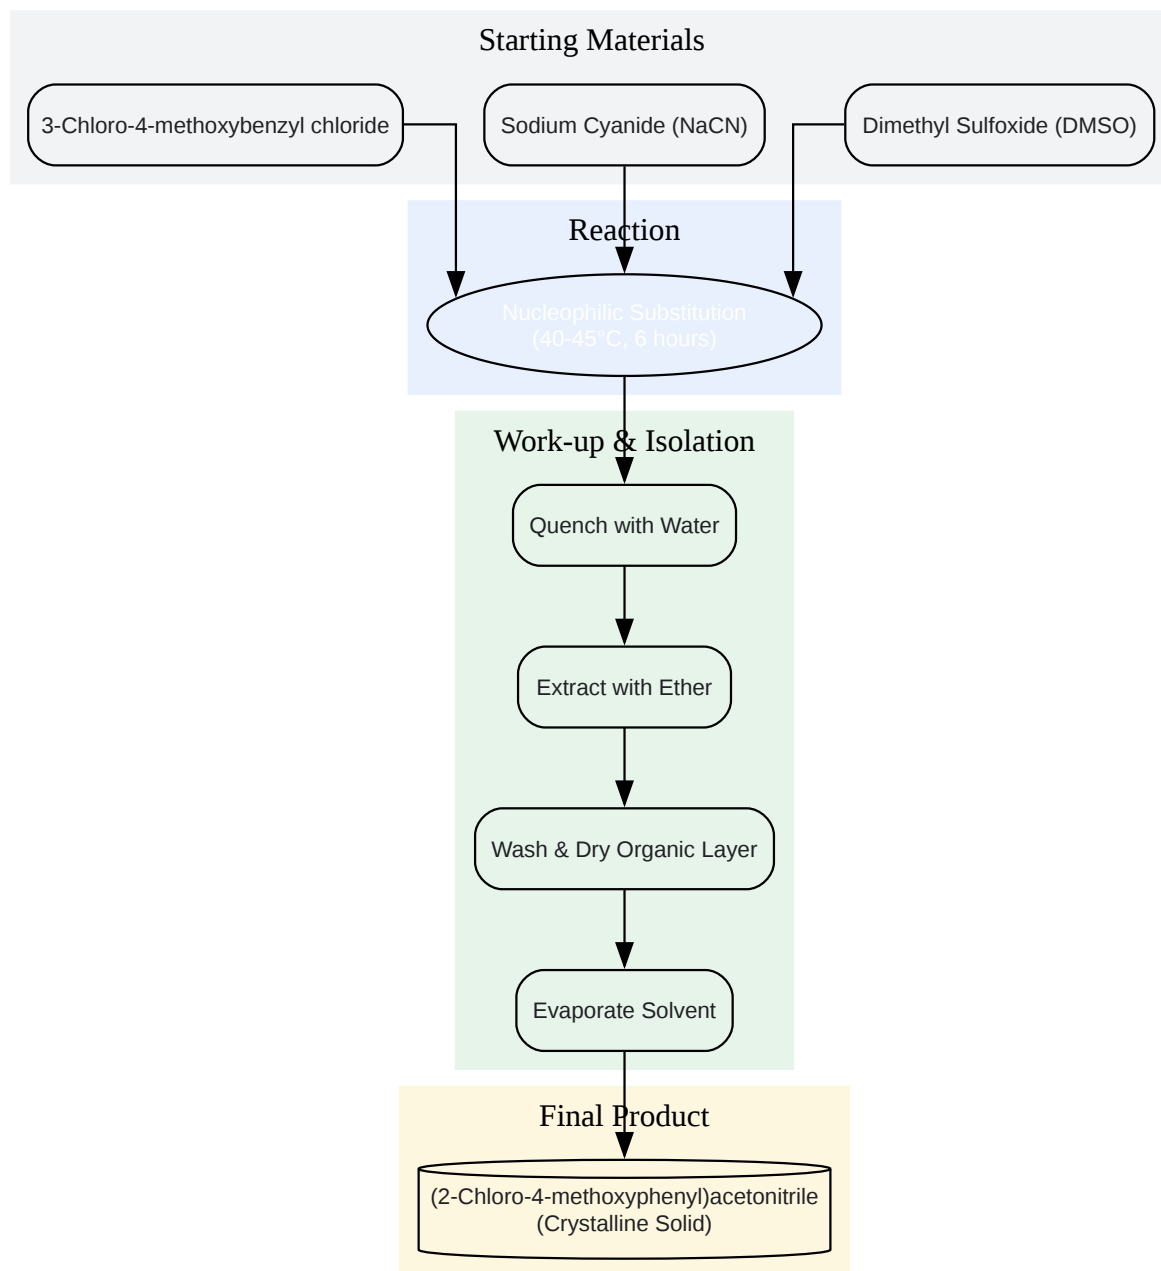 Starting Materials
3-Chloro-4-methoxybenzyl chloride
Sodium Cyanide (NaCN)
Dimethyl Sulfoxide (DMSO)
Reaction
Nucleophilic Substitution
(40-45°C, 6 hours)
Work-up & Isolation
Quench with Water
Extract with Ether
Wash & Dry Organic Layer
Evaporate Solvent
Final Product
(2-Chloro-4-methoxyphenyl)acetonitrile
(Crystalline Solid)